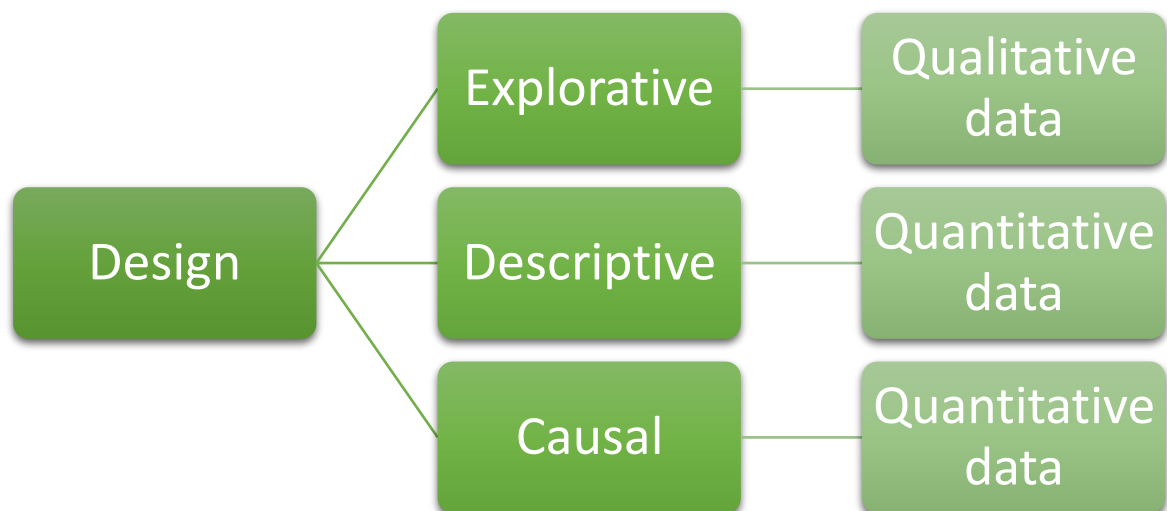 Design
Explorative
Qualitative
data
Descriptive
Quantitative
data
Causal
Quantitative
data